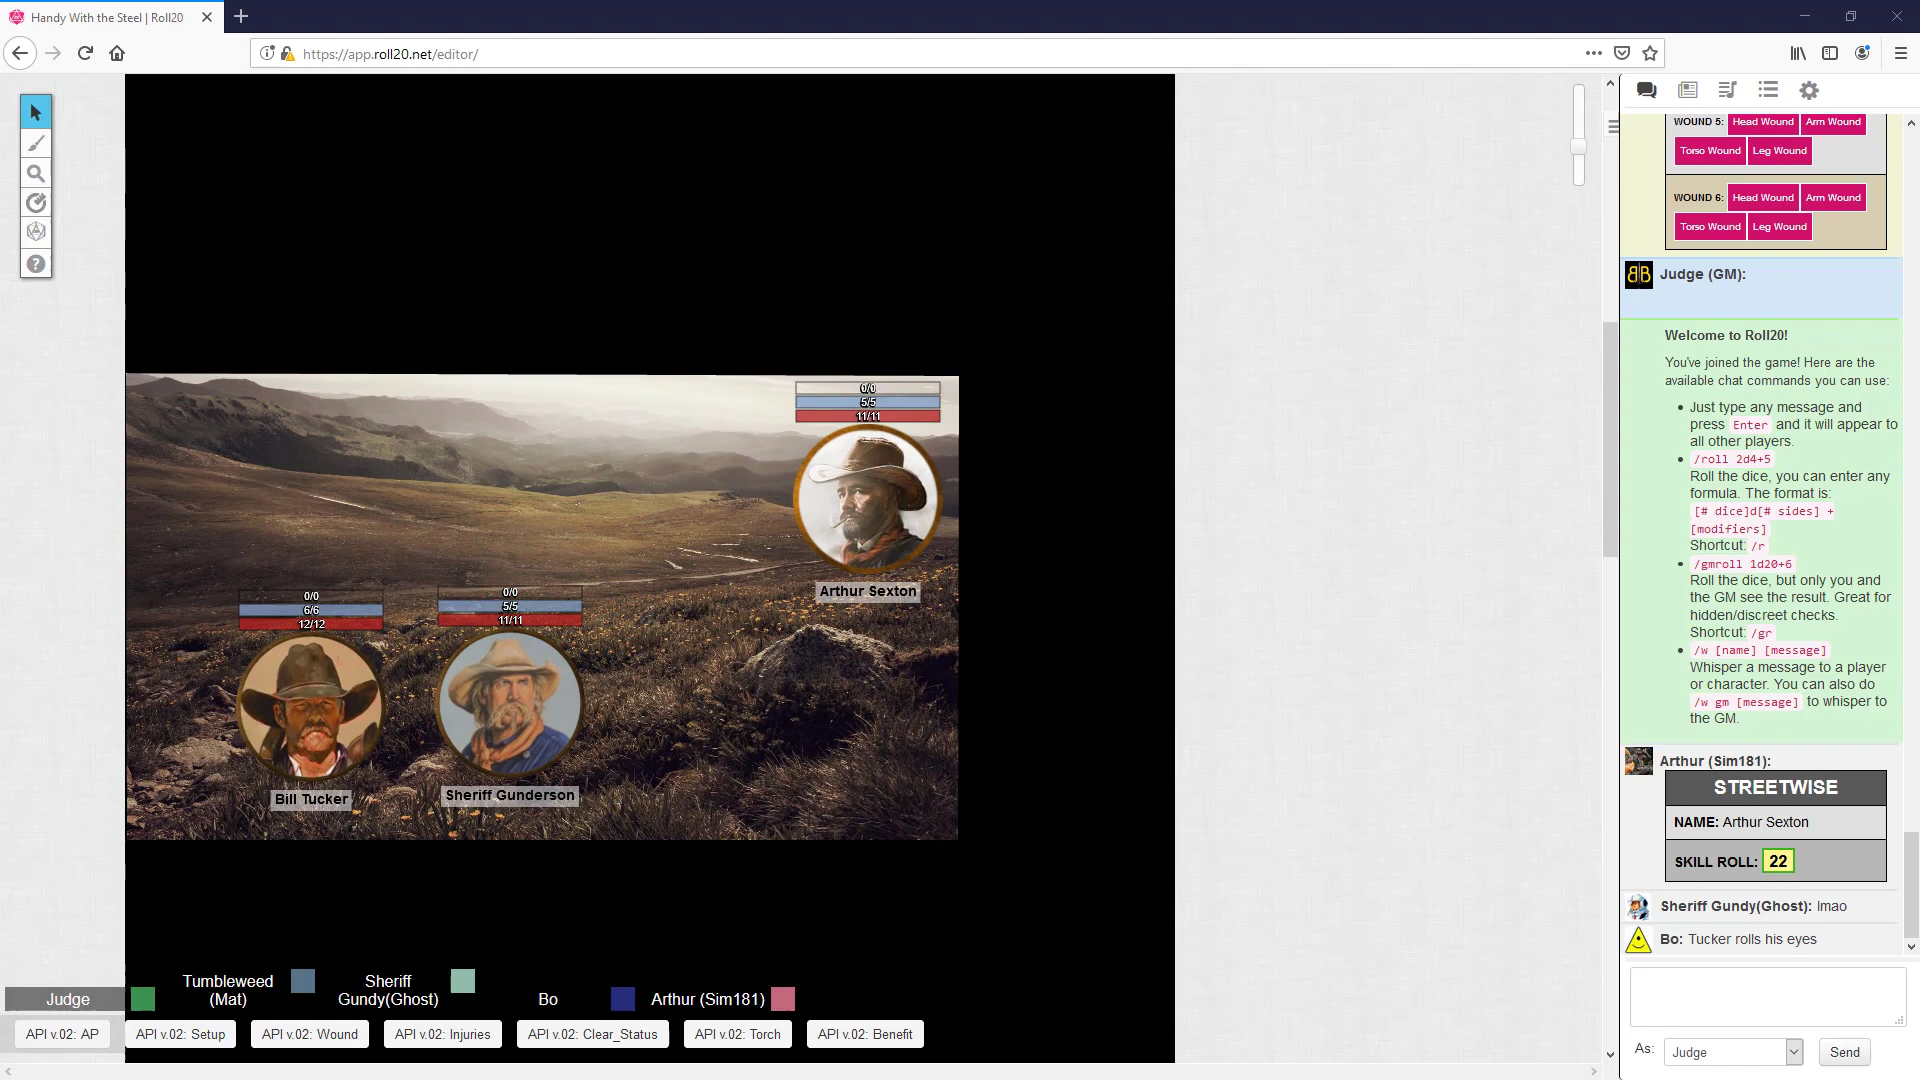 Handy With the Steel | Roll20
https://app.roll20.net/editor/
WOUND 5: Head Wound Arm Wound
Torso Wound Leg Wound
WOUND 6: Head Wound Arm Wound
Torso Wound Leg Wound
Judge (GM):
Welcome to Roll20!
You've joined the game! Here are the
available chat commands you can use:
• Just type any message and
press Enter and it will appear to
all other players.
• /roll 2d4+5
Roll the dice, you can enter any
formula. The format is:
[# dice]d[# sides] +
[modifiers]
Shortcut: /r
• /gmroll 1d20+6
Roll the dice, but only you and
the GM see the result. Great for
hidden/discreet checks.
Shortcut: /gr
• /w [name] [message]
Whisper a message to a player
or character. You can also do
/w gm [message] to whisper to
the GM.
Arthur (Sim181):
STREETWISE
NAME: Arthur Sexton
SKILL ROLL: 22
Sheriff Gundy(Ghost): lmao
Bo: Tucker rolls his eyes
As: Judge Send
0/0
5/5
11/11
Arthur Sexton
0/0
6/6
12/12
Bill Tucker
0/0
5/5
11/11
Sheriff Gunderson
Judge
Tumbleweed
(Mat)
Sheriff
Gundy(Ghost)
Bo
Arthur (Sim181)
API v.02: AP API v.02: Setup API v.02: Wound API v.02: Injuries API v.02: Clear_Status API v.02: Torch API v.02: Benefit